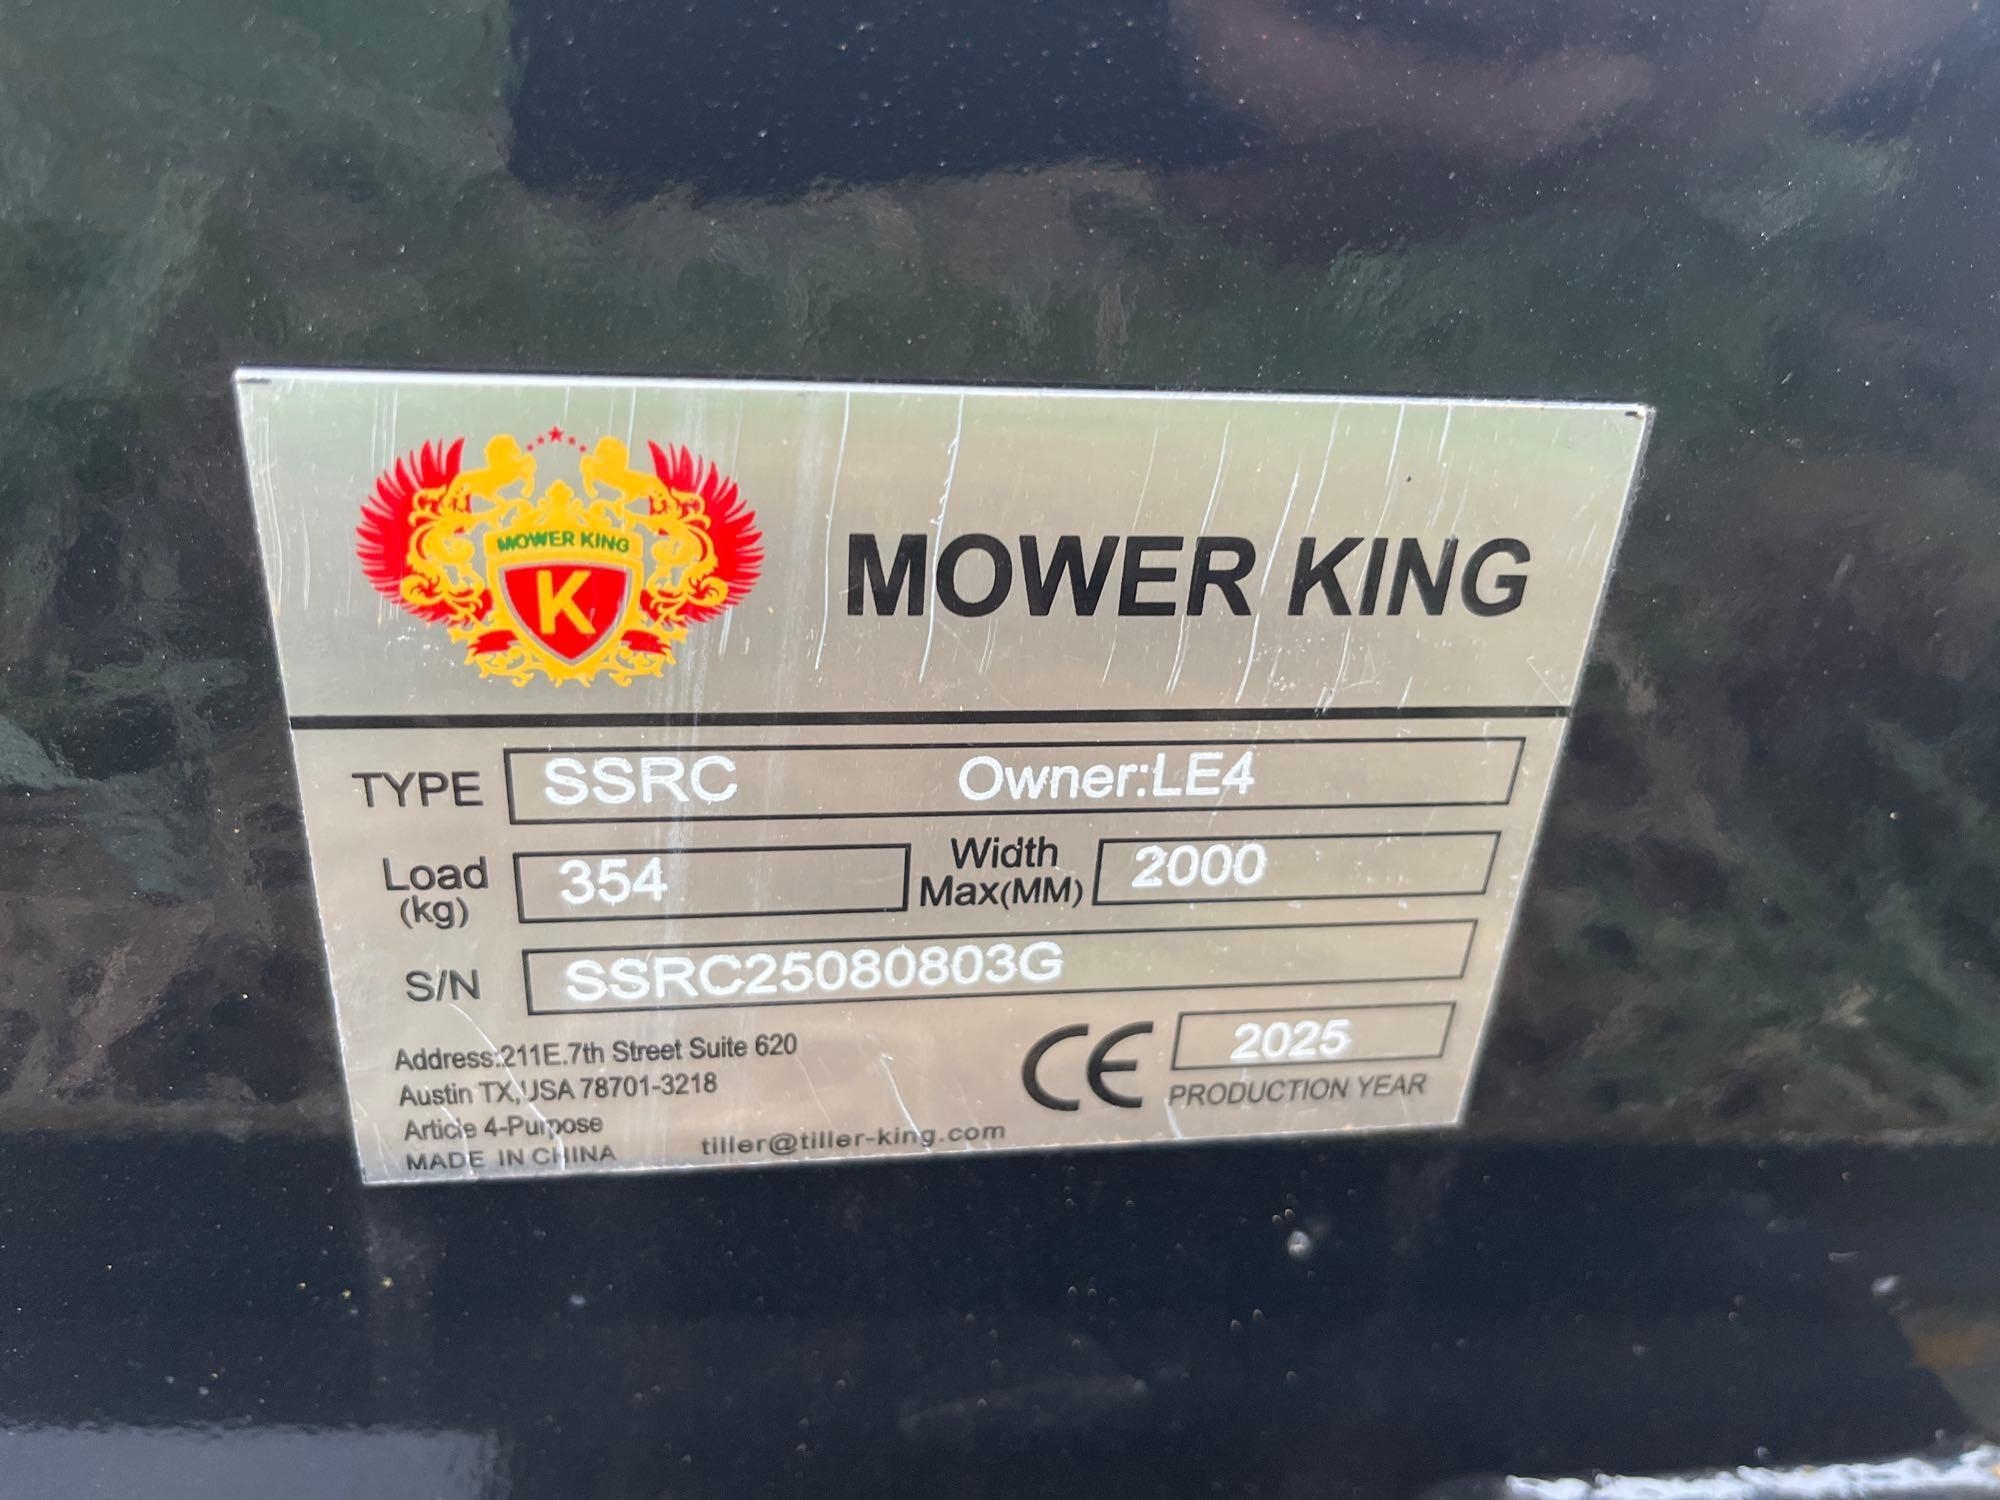 MOWER KING
K
MOWER KING
TYPE SSRC Owner:LE4
Load (kg) 354 Width Max(MM) 2000
S/N SSRC25080803G
Address:211E.7th Street Suite 620
Austin TX,USA 78701-3218
Article 4-Purpose
MADE IN CHINA
tiller@tiller-king.com
CE 2025
PRODUCTION YEAR